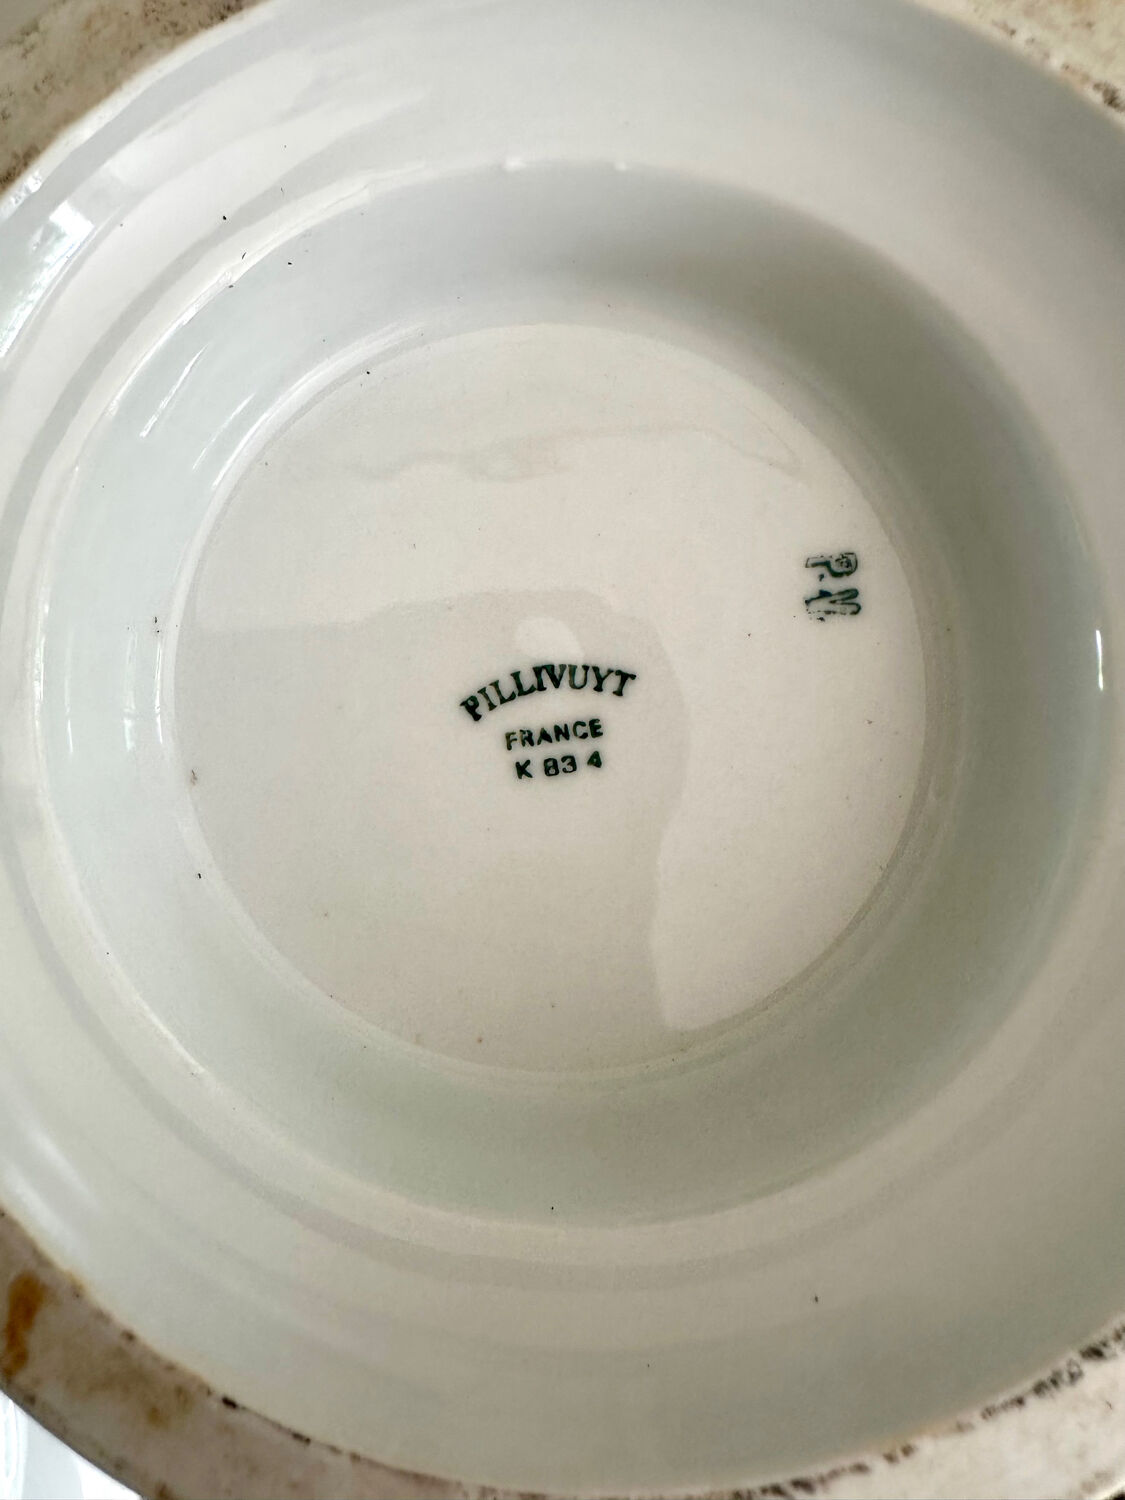 PILLIVUYT
FRANCE
K 83 4
P.V.